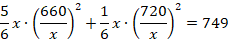 5/6 x · (660/x)² + 1/6 x · (720/x)² = 749